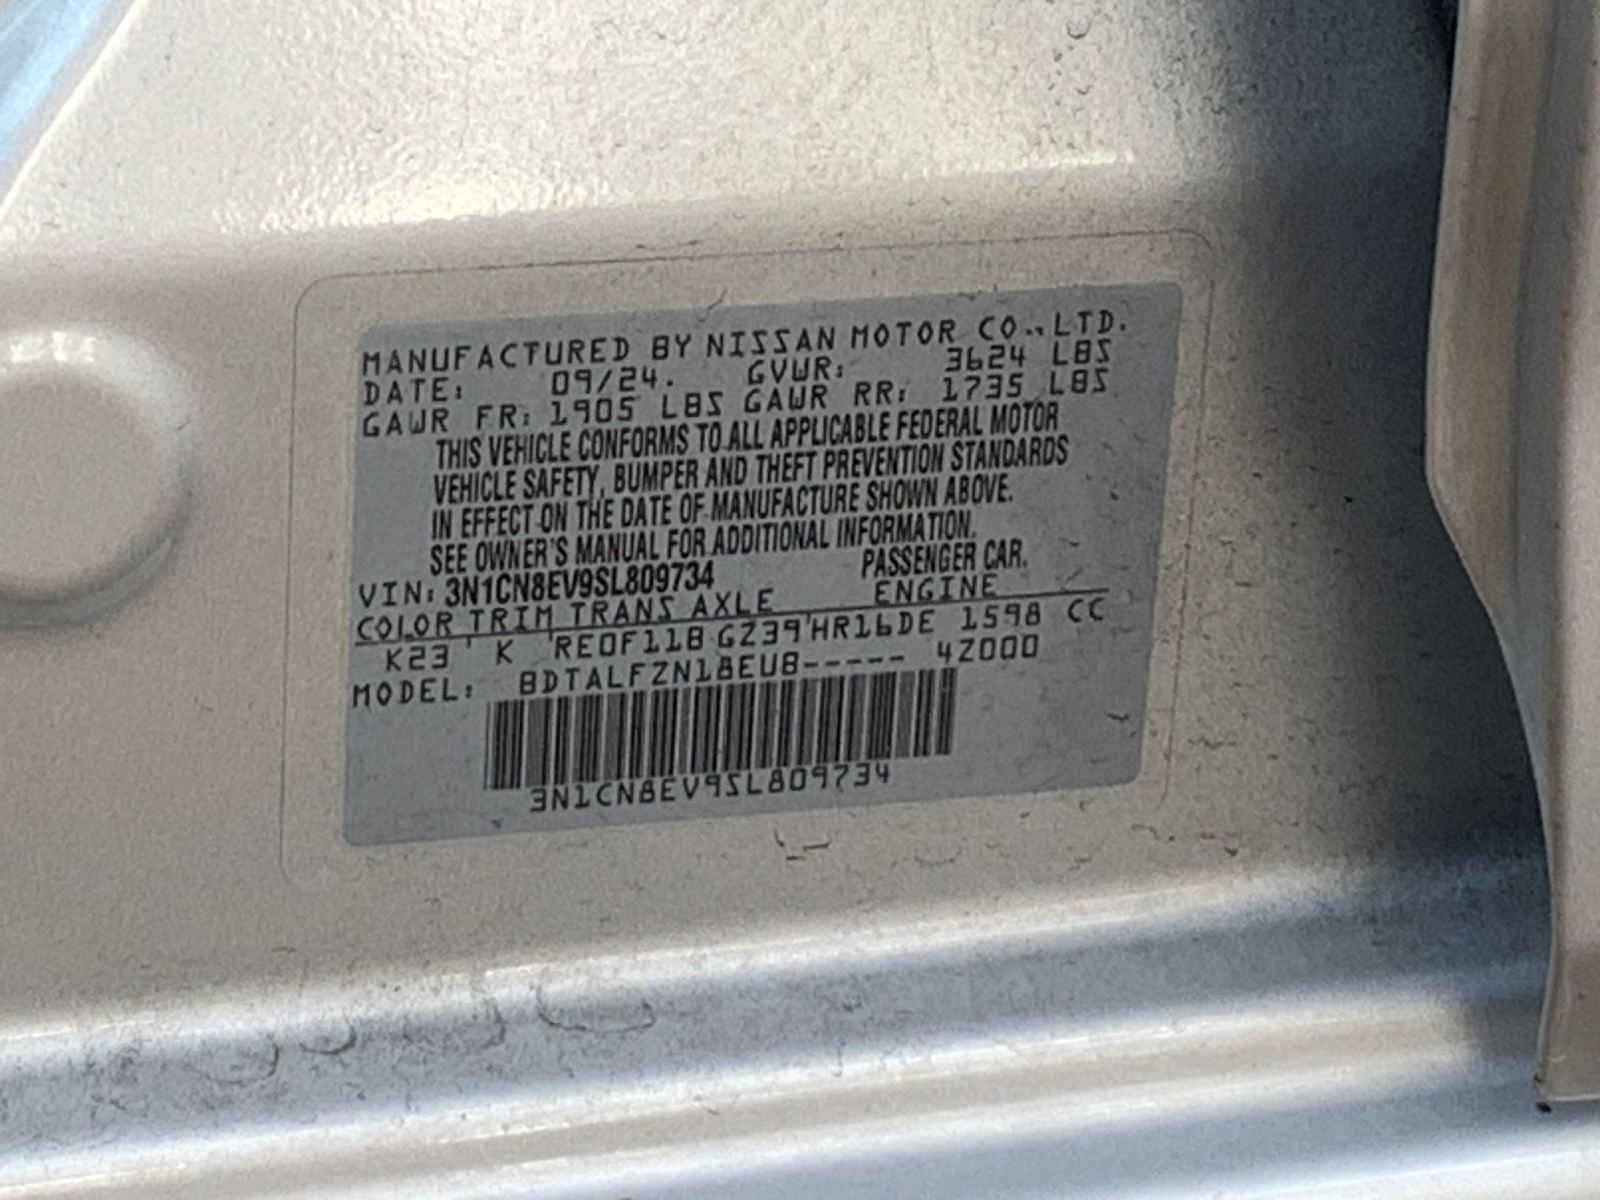 MANUFACTURED BY NISSAN MOTOR CO., LTD.
DATE: 09/24. GVWR: 3624 LBS
GAWR FR: 1905 LBS GAWR RR: 1735 LBS
THIS VEHICLE CONFORMS TO ALL APPLICABLE FEDERAL MOTOR
VEHICLE SAFETY, BUMPER AND THEFT PREVENTION STANDARDS
IN EFFECT ON THE DATE OF MANUFACTURE SHOWN ABOVE.
SEE OWNER'S MANUAL FOR ADDITIONAL INFORMATION.
VIN: 3N1CN8EV9SL809734 PASSENGER CAR.
COLOR TRIM TRANS AXLE ENGINE
K23 K RE0F11B GZ39 HR16DE 1598 CC
MODEL: BDTALFZN18EU8----- 4Z000
3N1CN8EV9SL809734